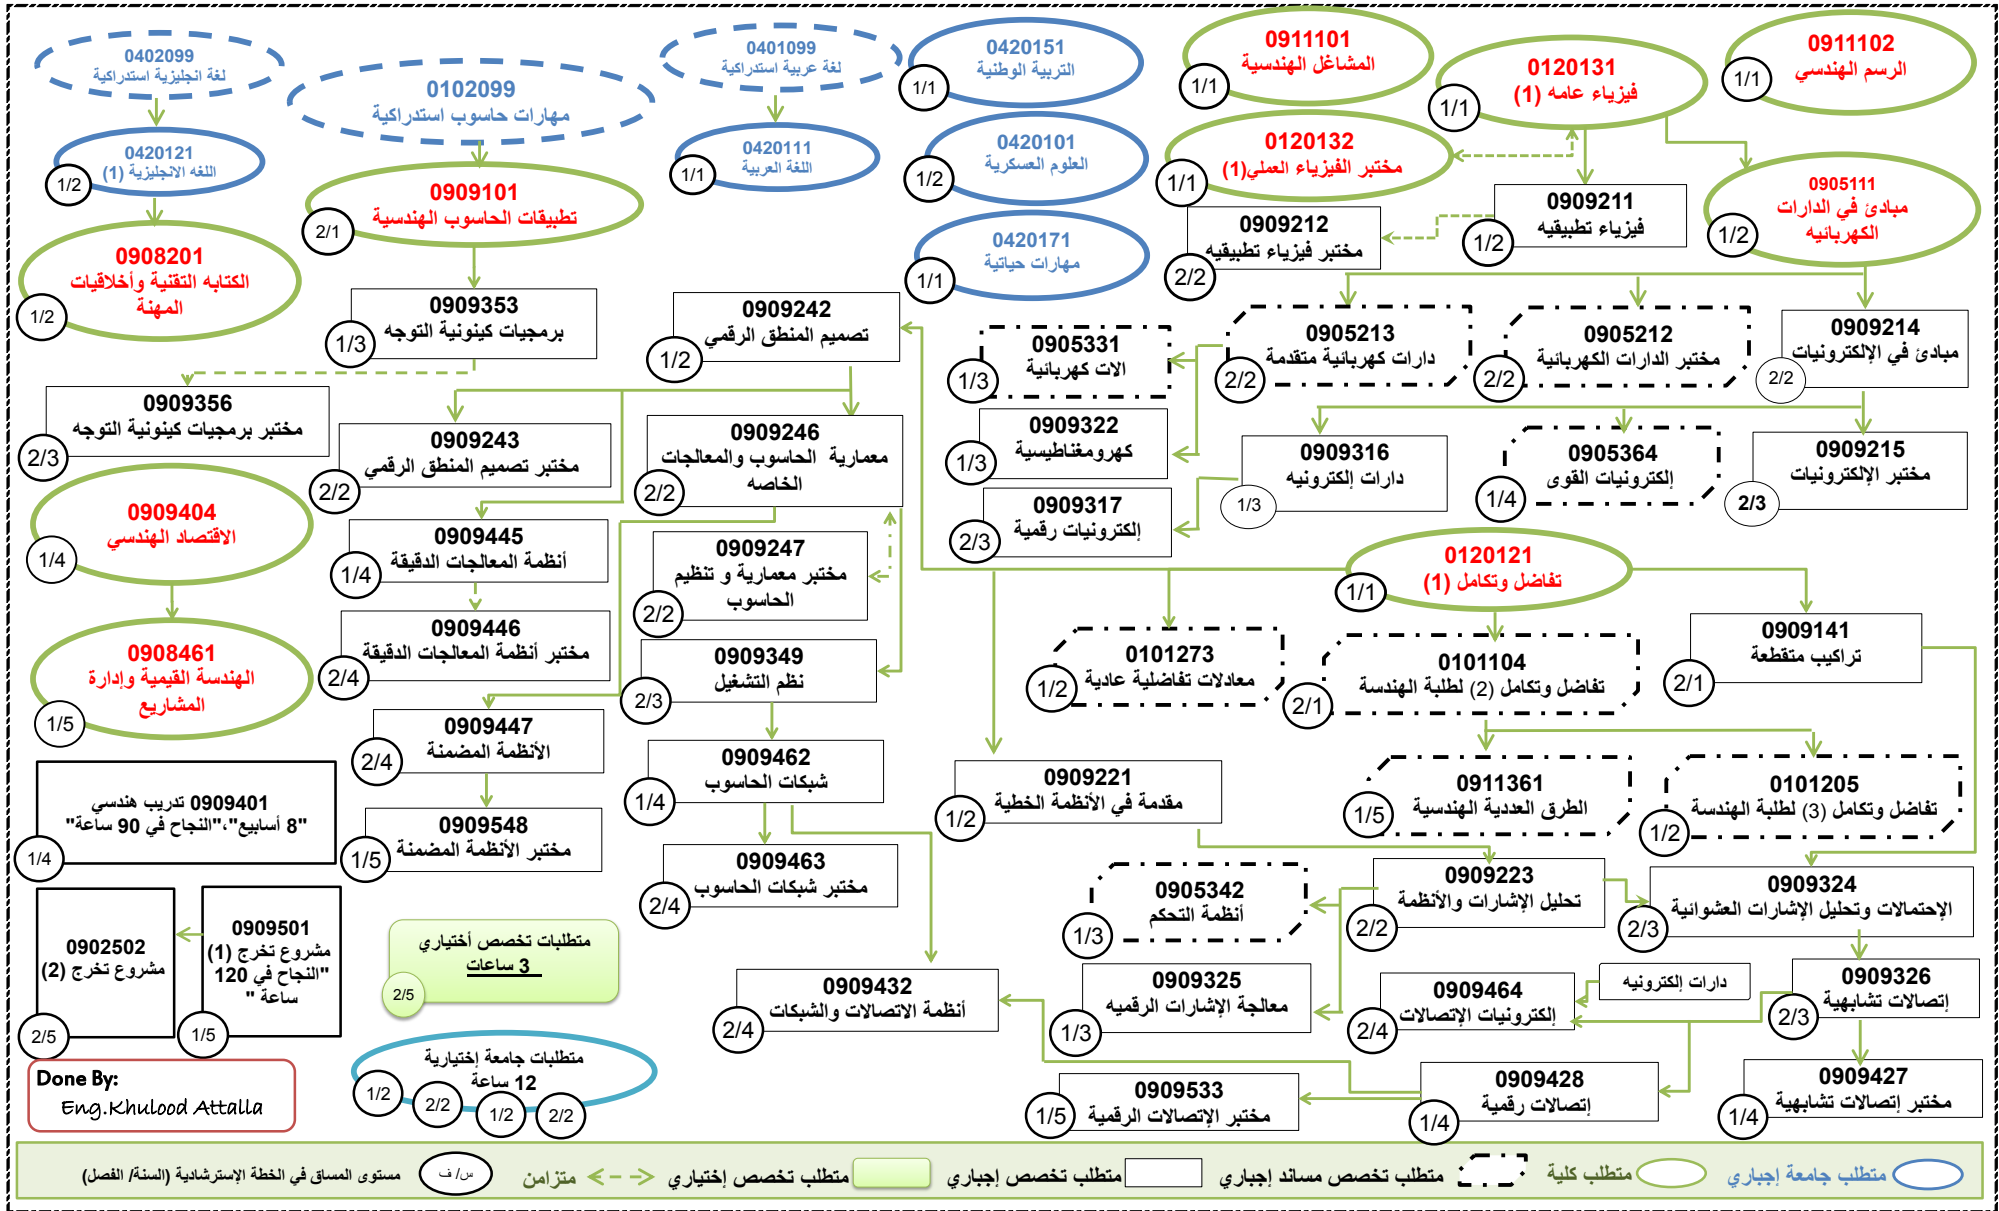 0402099
لغة انجليزية استدراكية
0102099
مهارات حاسوب استدراكية
0401099
لغة عربية استدراكية
0420151
التربية الوطنية
1/1
0911101
المشاغل الهندسية
1/1
0120131
فيزياء عامه (1)
1/1
0911102
الرسم الهندسي
1/1
0420121
اللغه الانجليزية (1)
1/2
0909101
تطبيقات الحاسوب الهندسية
2/1
0420111
اللغة العربية
1/1
0420101
العلوم العسكرية
1/2
0120132
مختبر الفيزياء العملي(1)
1/1
0909211
فيزياء تطبيقيه
1/2
0905111
مبادئ في الدارات
الكهربائيه
1/2
0908201
الكتابه التقنية وأخلاقيات
المهنة
1/2
0420171
مهارات حياتية
1/1
0909212
مختبر فيزياء تطبيقيه
2/2
0909353
برمجيات كينونية التوجه
1/3
0909242
تصميم المنطق الرقمي
1/2
0905331
الات كهربائية
1/3
0905213
دارات كهربائية متقدمة
2/2
0905212
مختبر الدارات الكهربائية
2/2
0909214
مبادئ في الإلكترونيات
2/2
0909356
مختبر برمجيات كينونية التوجه
2/3
0909243
مختبر تصميم المنطق الرقمي
2/2
0909246
معمارية الحاسوب والمعالجات
الخاصه
2/2
0909322
كهرومغناطيسية
1/3
0909316
دارات إلكترونيه
1/3
0905364
إلكترونيات القوى
1/4
0909215
مختبر الإلكترونيات
2/3
0909404
الاقتصاد الهندسي
1/4
0909445
أنظمة المعالجات الدقيقة
1/4
0909247
مختبر معمارية و تنظيم
الحاسوب
2/2
0909317
إلكترونيات رقمية
2/3
0120121
تفاضل وتكامل (1)
1/1
0908461
الهندسة القيمية وإدارة
المشاريع
1/5
0909446
مختبر أنظمة المعالجات الدقيقة
2/4
0909349
نظم التشغيل
2/3
0101273
معادلات تفاضلية عادية
1/2
0101104
تفاضل وتكامل (2) لطلبة الهندسة
2/1
0909141
تراكيب متقطعة
2/1
0909447
الأنظمة المضمنة
2/4
0909462
شبكات الحاسوب
1/4
0909221
مقدمة في الأنظمة الخطية
1/2
0911361
الطرق العددية الهندسية
1/5
0101205
تفاضل وتكامل (3) لطلبة الهندسة
1/2
0909401 تدريب هندسي
"8 أسابيع"،"النجاح في 90 ساعة"
1/4
0909548
مختبر الأنظمة المضمنة
1/5
0909463
مختبر شبكات الحاسوب
2/4
0905342
أنظمة التحكم
1/3
0909223
تحليل الإشارات والأنظمة
2/2
0909324
الإحتمالات وتحليل الإشارات العشوائية
2/3
0902502
مشروع تخرج (2)
2/5
0909501
مشروع تخرج (1)
"النجاح في 120
ساعة "
1/5
متطلبات تخصص أختياري
3 ساعات
2/5
0909432
أنظمة الاتصالات والشبكات
2/4
0909325
معالجة الإشارات الرقميه
1/3
0909464
إلكترونيات الإتصالات
2/4
دارات إلكترونيه
0909326
إتصالات تشابهية
2/3
Done By:
Eng.Khulood Attalla
متطلبات جامعة إختيارية
12 ساعة
1/2
2/2
1/2
2/2
0909533
مختبر الإتصالات الرقمية
1/5
0909428
إتصالات رقمية
1/4
0909427
مختبر إتصالات تشابهية
1/4
متطلب جامعة إجباري
متطلب كلية
متطلب تخصص مساند إجباري
متطلب تخصص إجباري
متطلب تخصص إختياري
متزامن
س/ ف
مستوى المساق في الخطة الإسترشادية (السنة/ الفصل)